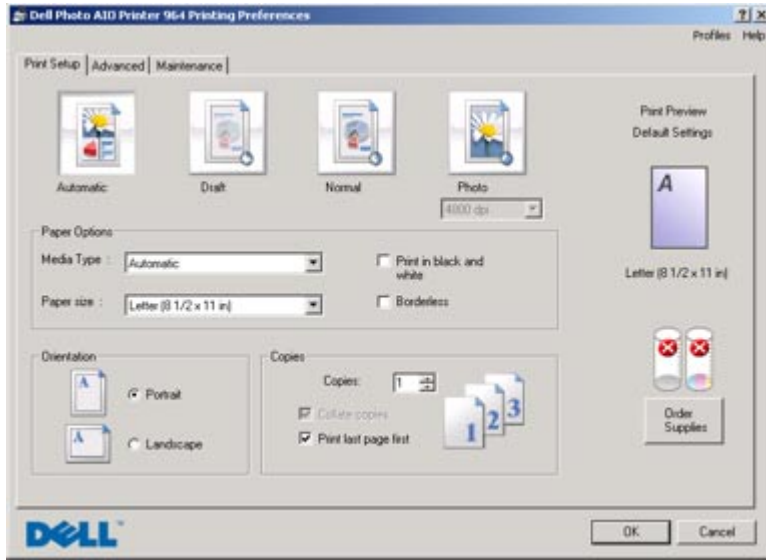 Dell Photo AIO Printer 964 Printing Preferences
Profiles Help
Print Setup Advanced Maintenance
Automatic
Draft
Normal
Photo
4800 dpi
Print Preview
Default Settings
A
Letter (8 1/2 x 11 in)
Paper Options
Media Type :
Automatic
Print in black and
white
Paper size :
Letter (8 1/2 x 11 in)
Borderless
Orientation
A
Portrait
A
Landscape
Copies
Copies:
1
Collate copies
Print last page first
1 2 3
Order
Supplies
DELL
OK
Cancel